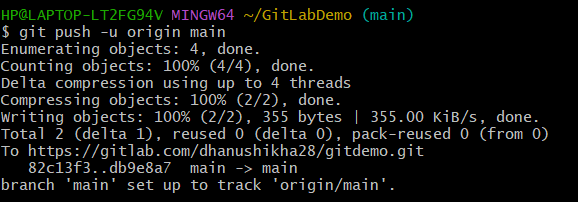 HP@LAPTOP-LT2FG94V MINGW64 ~/GitLabDemo (main)
$ git push -u origin main
Enumerating objects: 4, done.
Counting objects: 100% (4/4), done.
Delta compression using up to 4 threads
Compressing objects: 100% (2/2), done.
Writing objects: 100% (2/2), 355 bytes | 355.00 KiB/s, done.
Total 2 (delta 1), reused 0 (delta 0), pack-reused 0 (from 0)
To https://gitlab.com/dhanushikha28/gitdemo.git
   82c13f3..db9e8a7  main -> main
branch 'main' set up to track 'origin/main'.